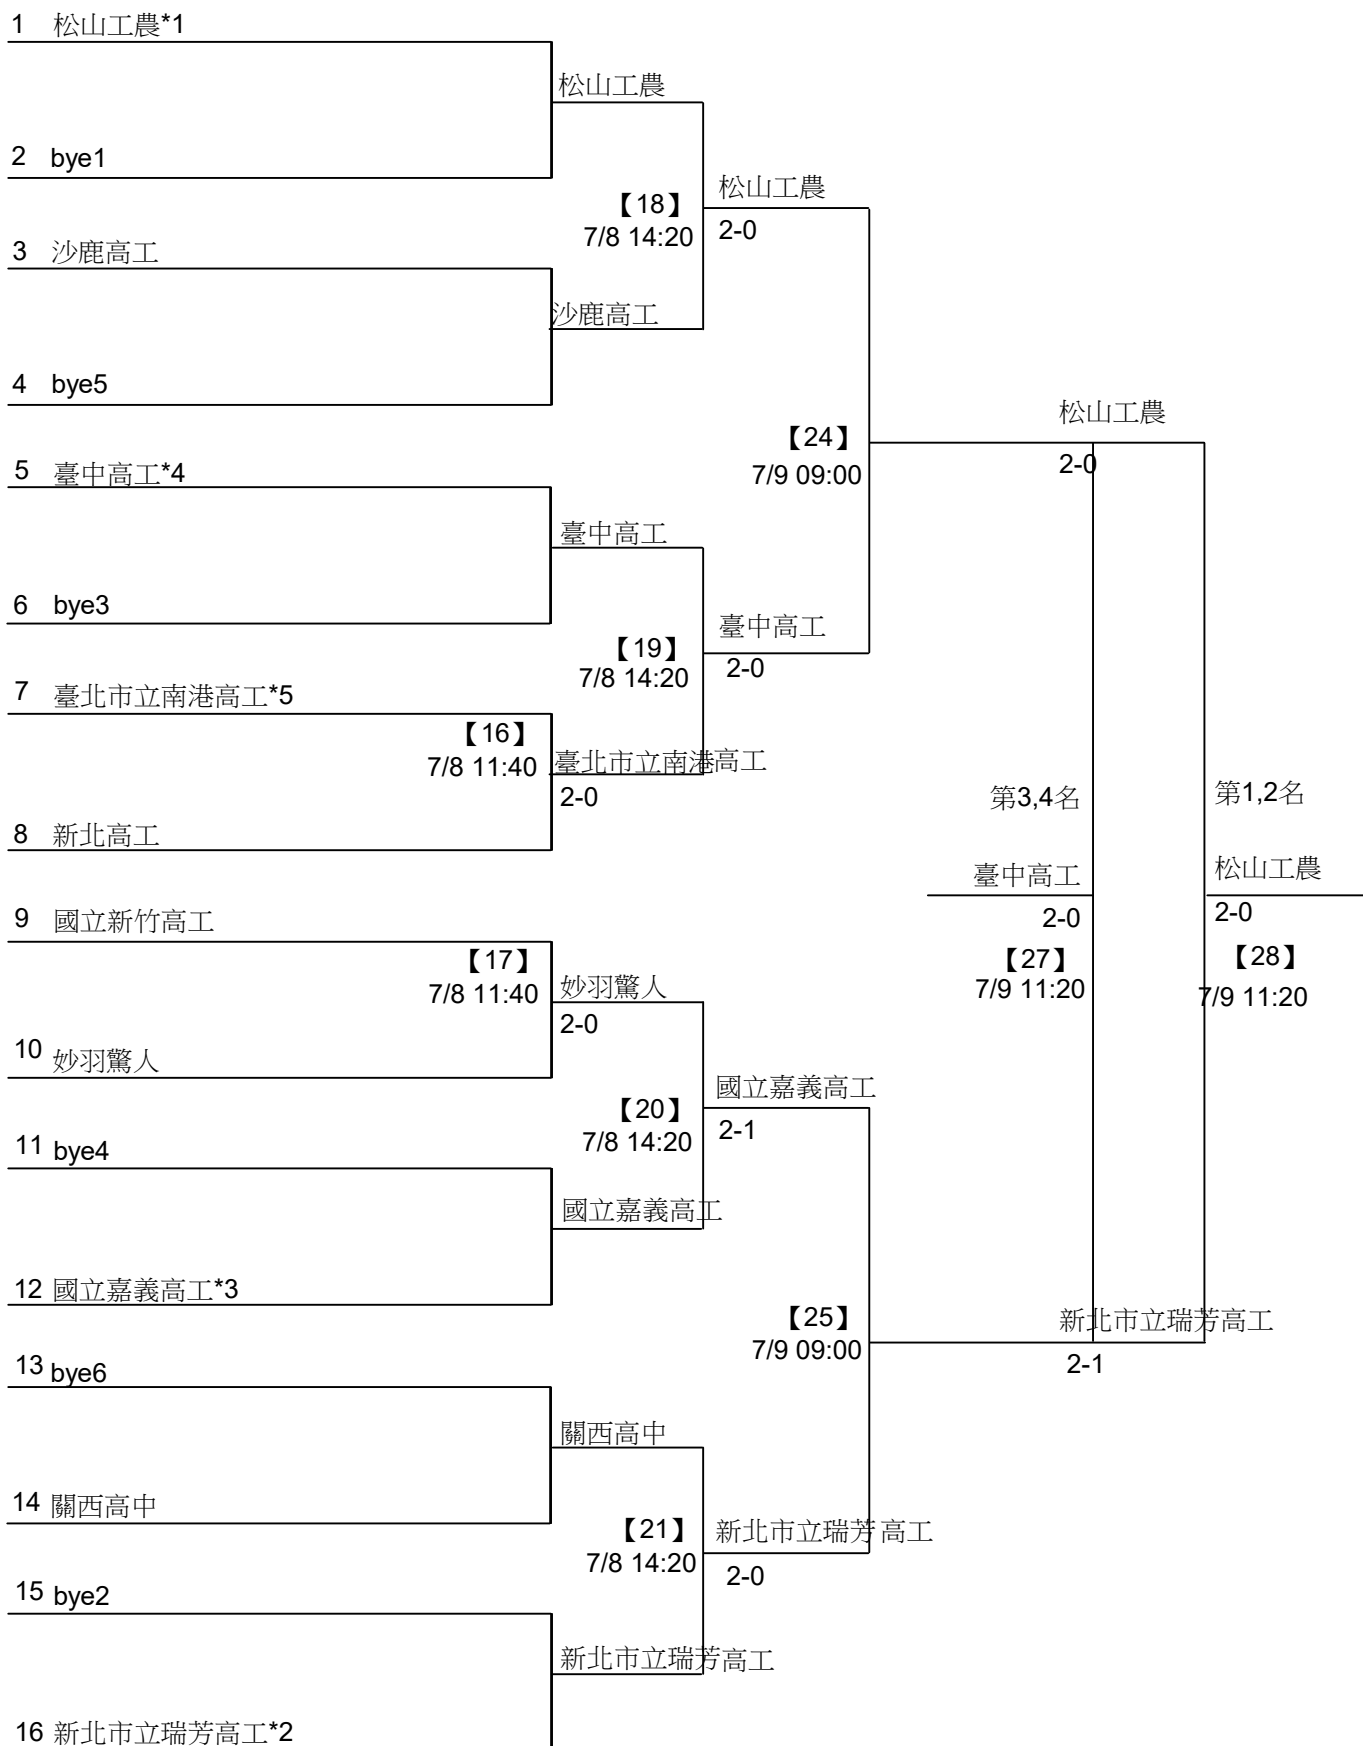 1 松山工農*1
松山工農
2 bye1
松山工農
【18】
7/8 14:20
2-0
3 沙鹿高工
沙鹿高工
4 bye5
松山工農
【24】
2-0
7/9 09:00
5 臺中高工*4
臺中高工
6 bye3
臺中高工
【19】
7/8 14:20
2-0
7 臺北市立南港高工*5
【16】
7/8 11:40
臺北市立南港高工
2-0
第3,4名
第1,2名
8 新北高工
臺中高工
松山工農
2-0
2-0
9 國立新竹高工
【17】
7/8 11:40
妙羽驚人
2-0
【27】
7/9 11:20
【28】
7/9 11:20
10 妙羽驚人
國立嘉義高工
【20】
7/8 14:20
2-1
11 bye4
國立嘉義高工
12 國立嘉義高工*3
【25】
7/9 09:00
新北市立瑞芳高工
2-1
13 bye6
關西高中
14 關西高中
【21】
7/8 14:20
新北市立瑞芳高工
2-0
15 bye2
新北市立瑞芳高工
16 新北市立瑞芳高工*2